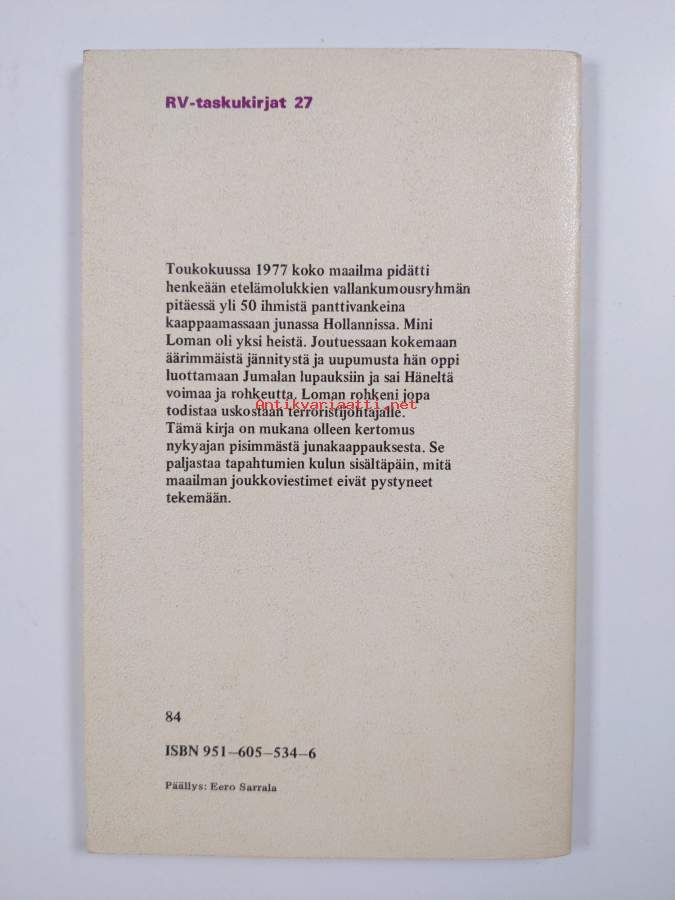 RV-taskukirjat 27
Toukokuussa 1977 koko maailma pidätti
henkeään etelämolukkien vallankumousryhmän
pitäessä yli 50 ihmistä panttivankeina
kaappaamassaan junassa Hollannissa. Mini
Loman oli yksi heistä. Joutuessaan kokemaan
äärimmäistä jännitystä ja uupumusta hän oppi
luottamaan Jumalan lupauksiin ja sai Häneltä
voimaa ja rohkeutta. Loman rohkeni jopa
Antikvariaatti.net
todistaa uskostaan terroristijohtajalle.
Tämä kirja on mukana olleen kertomus
nykyajan pisimmästä junakaappauksesta. Se
paljastaa tapahtumien kulun sisältäpäin, mitä
maailman joukkoviestimet eivät pystyneet
tekemään.
84
ISBN 951–605–534–6
Päällys: Eero Sarrala